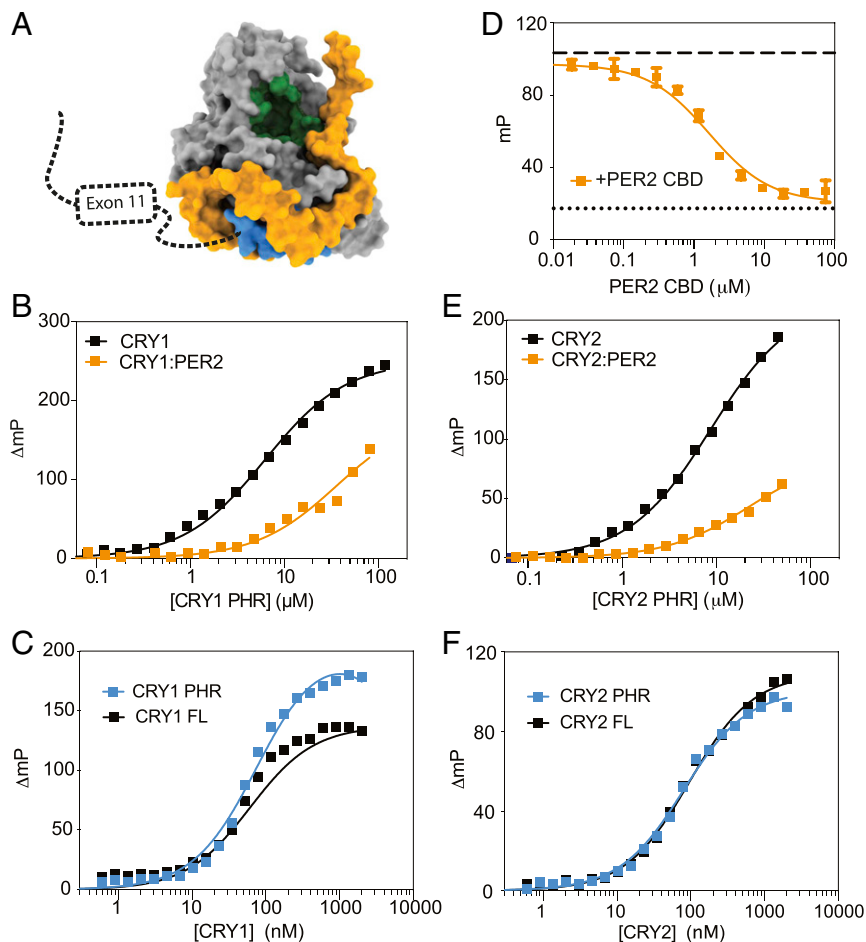 A
Exon 11
B
300
200
100
0
ΔmP
CRY1
CRY1:PER2
0.1
1
10
100
[CRY1 PHR] (µM)
C
200
150
100
50
0
ΔmP
CRY1 PHR
CRY1 FL
1
10
100
1000
10000
[CRY1] (nM)
D
120
80
40
0
mP
+PER2 CBD
0.01
0.1
1
10
100
PER2 CBD (µM)
E
200
150
100
50
0
ΔmP
CRY2
CRY2:PER2
0.1
1
10
100
[CRY2 PHR] (µM)
F
120
80
40
0
ΔmP
CRY2 PHR
CRY2 FL
1
10
100
1000
10000
[CRY2] (nM)